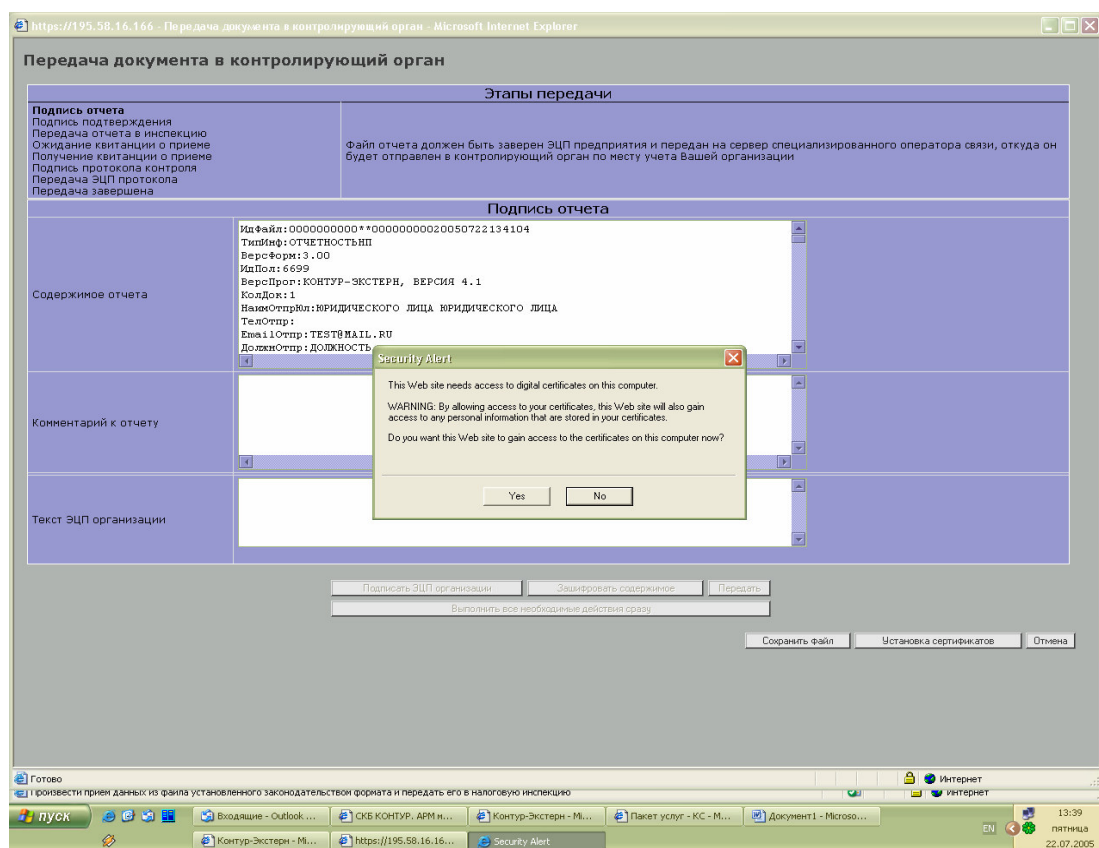 https://195.58.16.166 - Передача документа в контролирующий орган - Microsoft Internet Explorer
Передача документа в контролирующий орган
Этапы передачи
Подпись отчета
Подпись подтверждения
Передача отчета в инспекцию
Ожидание квитанции о приеме
Получение квитанции о приеме
Подпись протокола контроля
Передача ЭЦП протокола
Передача завершена
Файл отчета должен быть заверен ЭЦП предприятия и передан на сервер специализированного оператора связи, откуда он
будет отправлен в контролирующий орган по месту учета Вашей организации
Подпись отчета
Содержимое отчета
ИдФайл:0000000000**00000000020050722134104
ТипИнф:ОТЧЕТНОСТЬНП
ВерсФорм:3.00
ИдПол:6699
ВерсПрог:КОНТУР-ЭКСТЕРН, ВЕРСИЯ 4.1
КолДок:1
НаимОтпрЮл:ЮРИДИЧЕСКОГО ЛИЦА ЮРИДИЧЕСКОГО ЛИЦА
ТелОтпр:
EmailОтпр:TEST@MAIL.RU
ДолжнОтпр:ДОЛЖНОСТЬ
Security Alert
This Web site needs access to digital certificates on this computer.
WARNING: By allowing access to your certificates, this Web site will also gain
access to any personal information that are stored in your certificates.
Do you want this Web site to gain access to the certificates on this computer now?
Yes No
Комментарий к отчету
Текст ЭЦП организации
Подписать ЭЦП организации Зашифровать содержимое Передать
Выполнить все необходимые действия сразу
Сохранить файл Установка сертификатов Отмена
Готово Интернет
Произвести прием данных из файла установленного законодательством формата и передать его в налоговую инспекцию Интернет
пуск Входящие - Outlook ... СКБ КОНТУР. АРМ м... Контур-Экстерн - Mi... Пакет услуг - КС - M... Документ1 - Microso... 13:39
EN пятница
Контур-Экстерн - Mi... https://195.58.16.16... Security Alert 22.07.2005